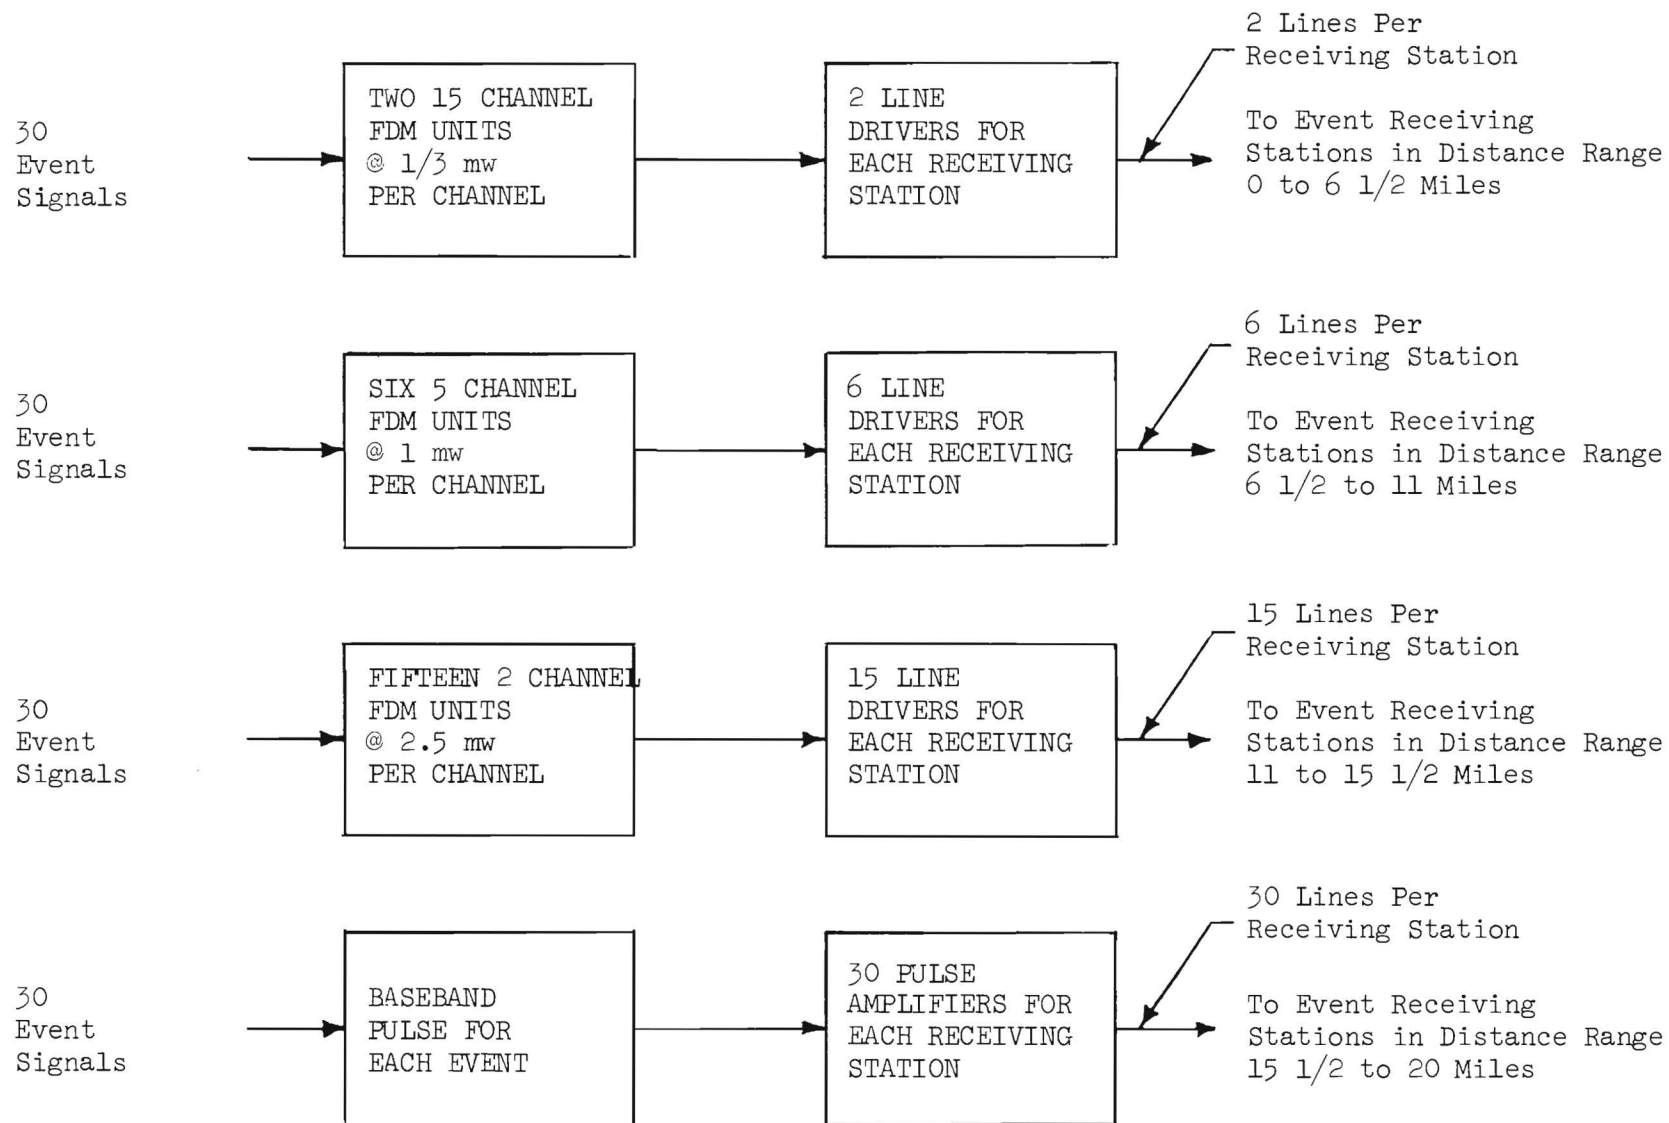 30
Event
Signals
TWO 15 CHANNEL
FDM UNITS
@ 1/3 mw
PER CHANNEL
2 LINE
DRIVERS FOR
EACH RECEIVING
STATION
2 Lines Per
Receiving Station
To Event Receiving
Stations in Distance Range
0 to 6 1/2 Miles
30
Event
Signals
SIX 5 CHANNEL
FDM UNITS
@ 1 mw
PER CHANNEL
6 LINE
DRIVERS FOR
EACH RECEIVING
STATION
6 Lines Per
Receiving Station
To Event Receiving
Stations in Distance Range
6 1/2 to 11 Miles
30
Event
Signals
FIFTEEN 2 CHANNEL
FDM UNITS
@ 2.5 mw
PER CHANNEL
15 LINE
DRIVERS FOR
EACH RECEIVING
STATION
15 Lines Per
Receiving Station
To Event Receiving
Stations in Distance Range
11 to 15 1/2 Miles
30
Event
Signals
BASEBAND
PULSE FOR
EACH EVENT
30 PULSE
AMPLIFIERS FOR
EACH RECEIVING
STATION
30 Lines Per
Receiving Station
To Event Receiving
Stations in Distance Range
15 1/2 to 20 Miles